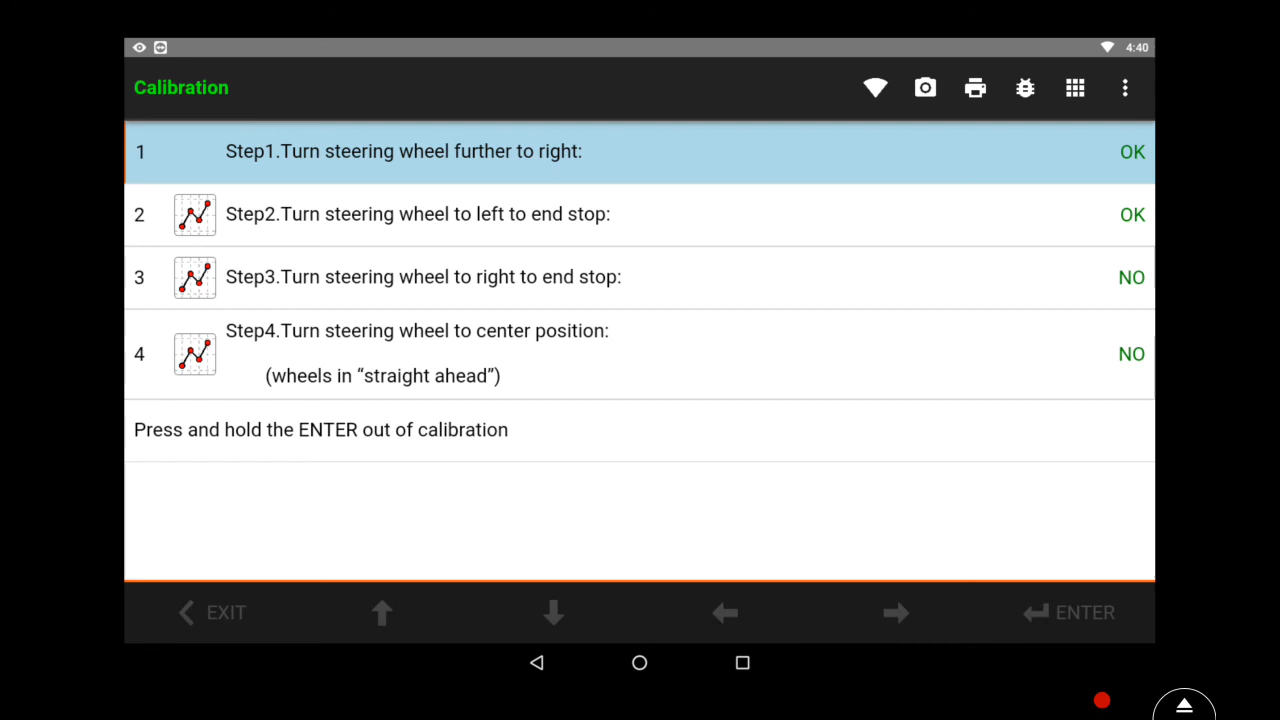 4:40
Calibration
1 Step1.Turn steering wheel further to right: OK
2 Step2.Turn steering wheel to left to end stop: OK
3 Step3.Turn steering wheel to right to end stop: NO
Step4.Turn steering wheel to center position:
4 NO
(wheels in “straight ahead”)
Press and hold the ENTER out of calibration
EXIT ENTER